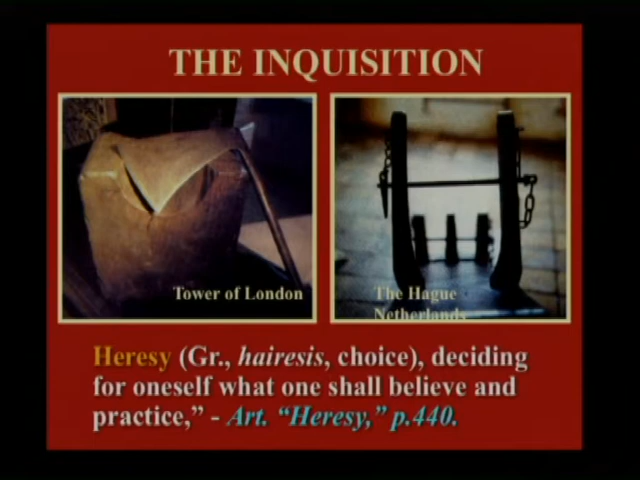 THE INQUISITION
Tower of London
The Hague
Netherlands
Heresy (Gr., hairesis, choice), deciding
for oneself what one shall believe and
practice,” - Art. “Heresy,” p.440.